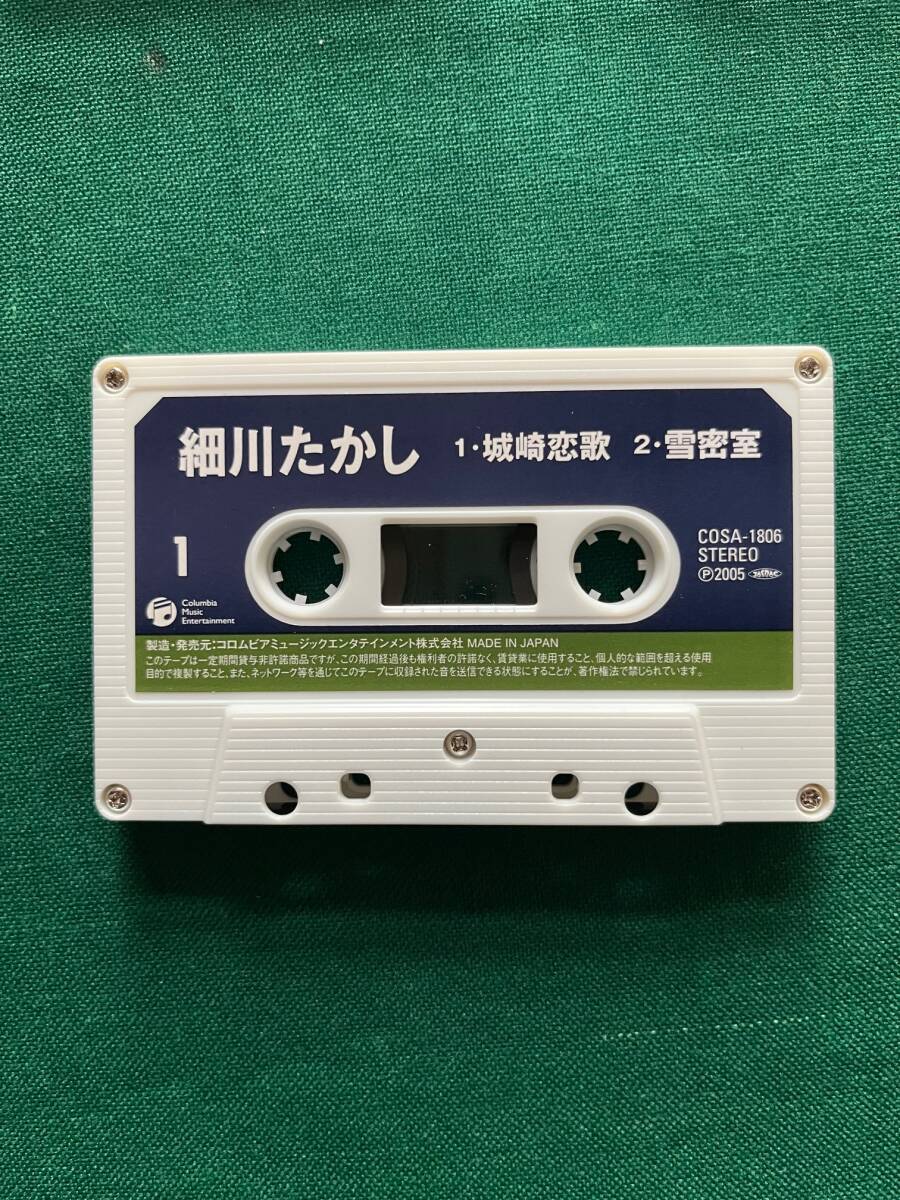 細川たかし 1・城崎恋歌 2・雪密室
1
COSA-1806
STEREO
Ⓟ2005
Columbia
Music
Entertainment
製造・発売元:コロムビアミュージックエンタテインメント株式会社 MADE IN JAPAN
このテープは一定期間貸与非許諾商品ですが、この期間経過後も権利者の許諾なく、賃貸業に使用すること、個人的な範囲を超える使用
目的で複製すること、また、ネットワーク等を通じてこのテープに収録された音を送信できる状態にすることが、著作権法で禁じられています。